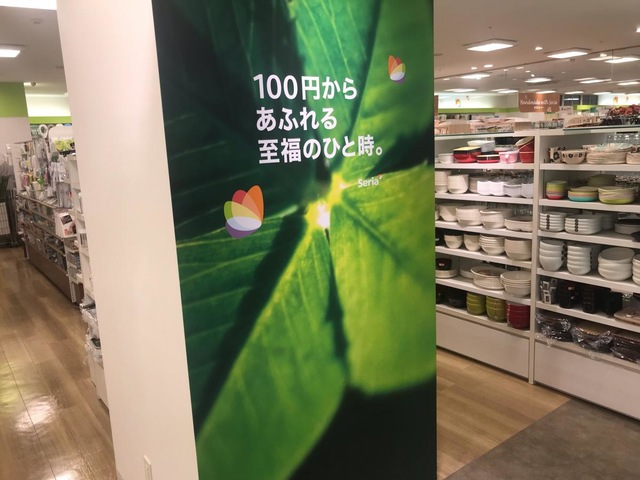 100円から
あふれる
至福のひと時。
Seria